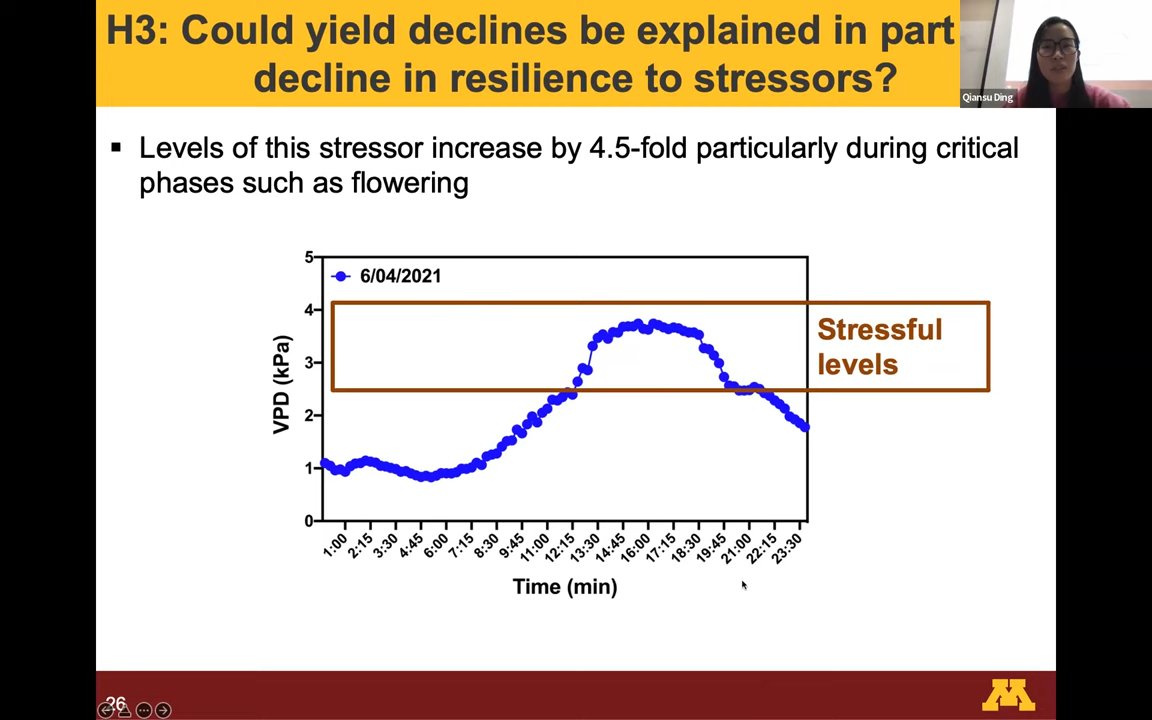 H3: Could yield declines be explained in part
decline in resilience to stressors?
Qiansu Ding
▪ Levels of this stressor increase by 4.5-fold particularly during critical
phases such as flowering
5
4
3
2
1
0
VPD (kPa)
6/04/2021
Stressful
levels
1:00 2:15 3:30 4:45 6:00 7:15 8:30 9:45 11:00 12:15 13:30 14:45 16:00 17:15 18:30 19:45 21:00 22:15 23:30
Time (min)
26
M